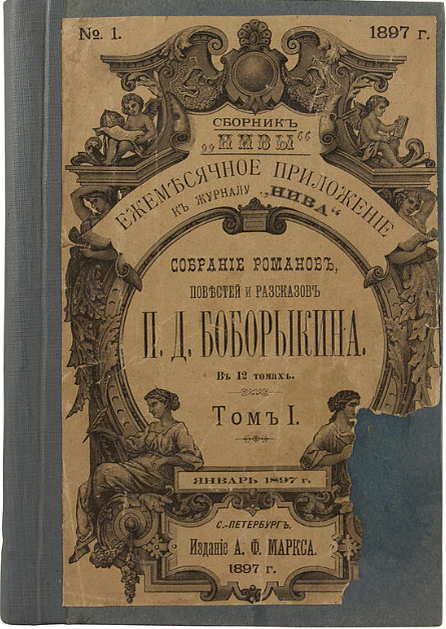 №. 1. 1897 г.
СБОРНИКЪ
„НИВЫ“
ЕЖЕМѢСЯЧНОЕ ПРИЛОЖЕНІЕ
КЪ ЖУРНАЛУ „НИВА“
СОБРАНІЕ РОМАНОВЪ,
ПОВѢСТЕЙ И РАЗСКАЗОВЪ
П. Д. БОБОРЫКИНА.
Въ 12 томахъ.
Томъ I.
ЯНВАРЬ 1897 г.
С.-ПЕТЕРБУРГЪ.
Изданіе А. Ф. МАРКСА.
1897 г.